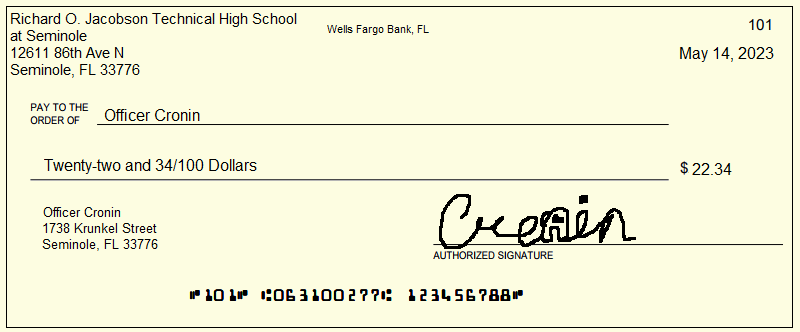 Richard O. Jacobson Technical High School
at Seminole
12611 86th Ave N
Seminole, FL 33776
Wells Fargo Bank, FL
101
May 14, 2023
PAY TO THE
ORDER OF
Officer Cronin
Twenty-two and 34/100 Dollars
$ 22.34
Officer Cronin
1738 Krunkel Street
Seminole, FL 33776
Cronin
AUTHORIZED SIGNATURE
⑈101⑈ ⑆063100277⑆ 123456788⑈